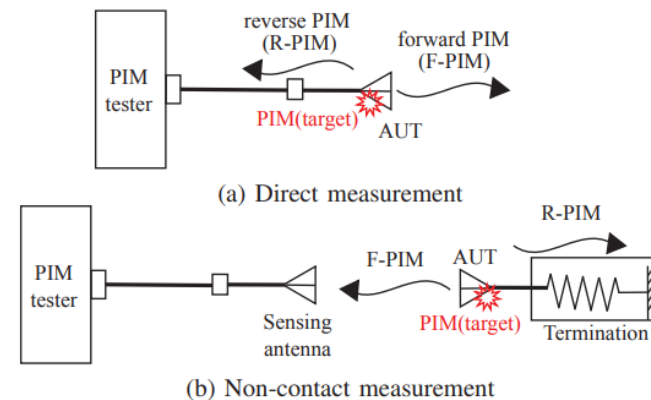 reverse PIM
(R-PIM)
forward PIM
(F-PIM)
PIM
tester
PIM(target)
AUT
(a) Direct measurement
R-PIM
AUT
F-PIM
PIM
tester
Sensing
antenna
PIM(target)
Termination
(b) Non-contact measurement